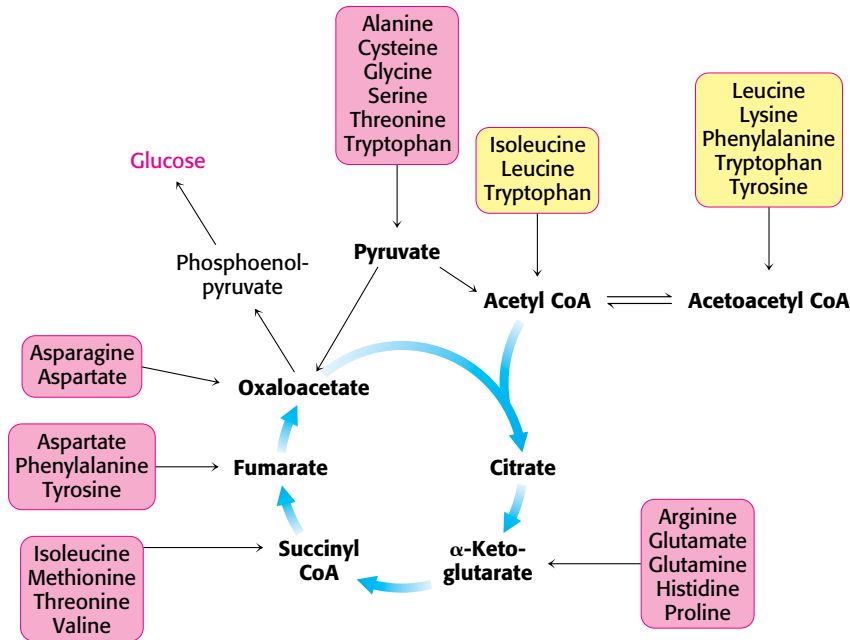 Alanine
Cysteine
Glycine
Serine
Threonine
Tryptophan
Isoleucine
Leucine
Tryptophan
Leucine
Lysine
Phenylalanine
Tryptophan
Tyrosine
Glucose
Phosphoenol-
pyruvate
Pyruvate
Acetyl CoA
Acetoacetyl CoA
Asparagine
Aspartate
Oxaloacetate
Aspartate
Phenylalanine
Tyrosine
Fumarate
Citrate
Isoleucine
Methionine
Threonine
Valine
Succinyl
CoA
α-Keto-
glutarate
Arginine
Glutamate
Glutamine
Histidine
Proline